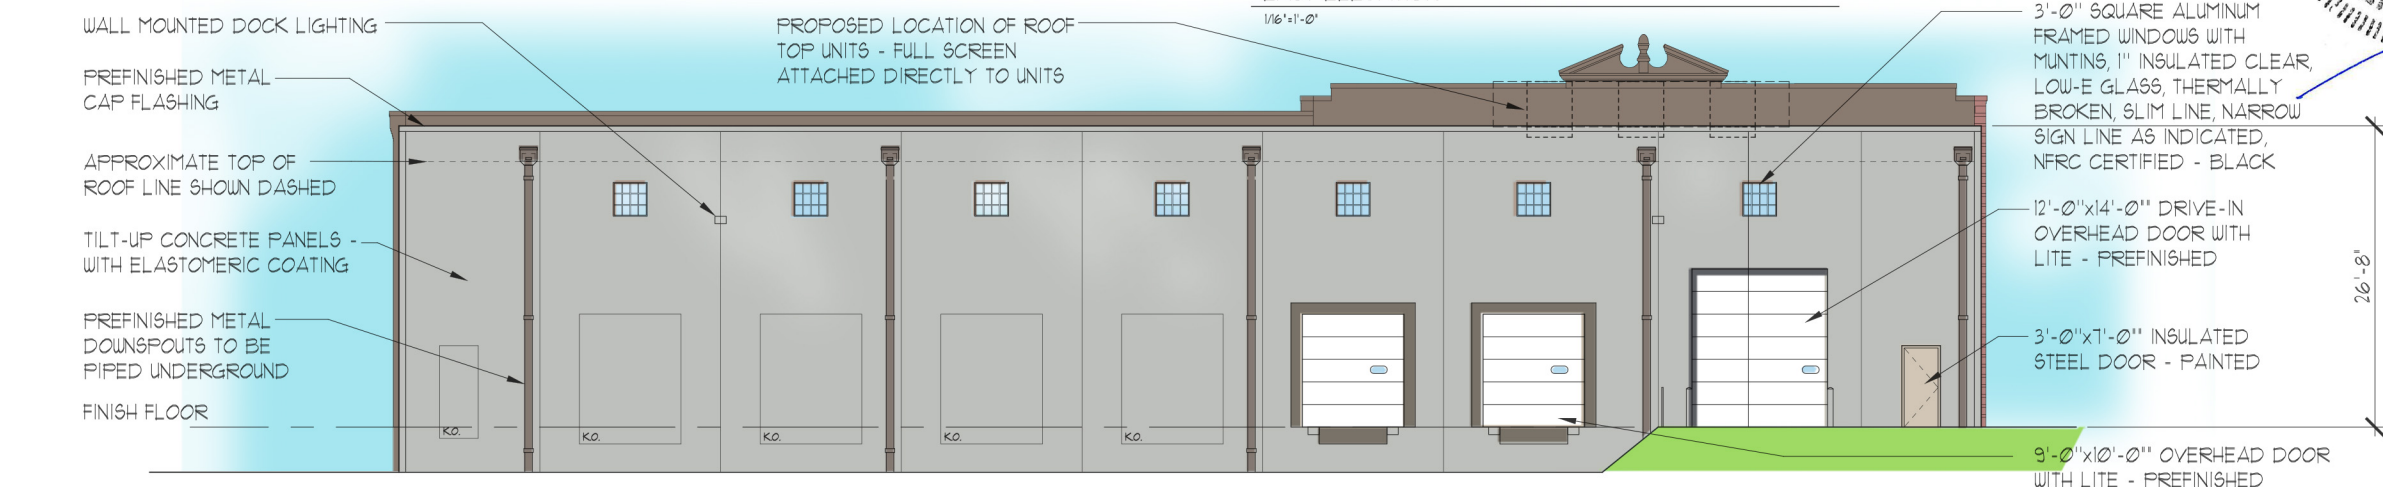 1/16"=1'-0"
WALL MOUNTED DOCK LIGHTING
PREFINISHED METAL
CAP FLASHING
APPROXIMATE TOP OF
ROOF LINE SHOWN DASHED
TILT-UP CONCRETE PANELS -
WITH ELASTOMERIC COATING
PREFINISHED METAL
DOWNSPOUTS TO BE
PIPED UNDERGROUND
FINISH FLOOR
PROPOSED LOCATION OF ROOF
TOP UNITS - FULL SCREEN
ATTACHED DIRECTLY TO UNITS
K.O.
K.O.
K.O.
K.O.
K.O.
3'-0" SQUARE ALUMINUM
FRAMED WINDOWS WITH
MUNTINS, 1" INSULATED CLEAR,
LOW-E GLASS, THERMALLY
BROKEN, SLIM LINE, NARROW
SIGN LINE AS INDICATED,
NFRC CERTIFIED - BLACK
12'-0"x14'-0"" DRIVE-IN
OVERHEAD DOOR WITH
LITE - PREFINISHED
3'-0"x7'-0"" INSULATED
STEEL DOOR - PAINTED
9'-0"x10'-0"" OVERHEAD DOOR
WITH LITE - PREFINISHED
26'-8"